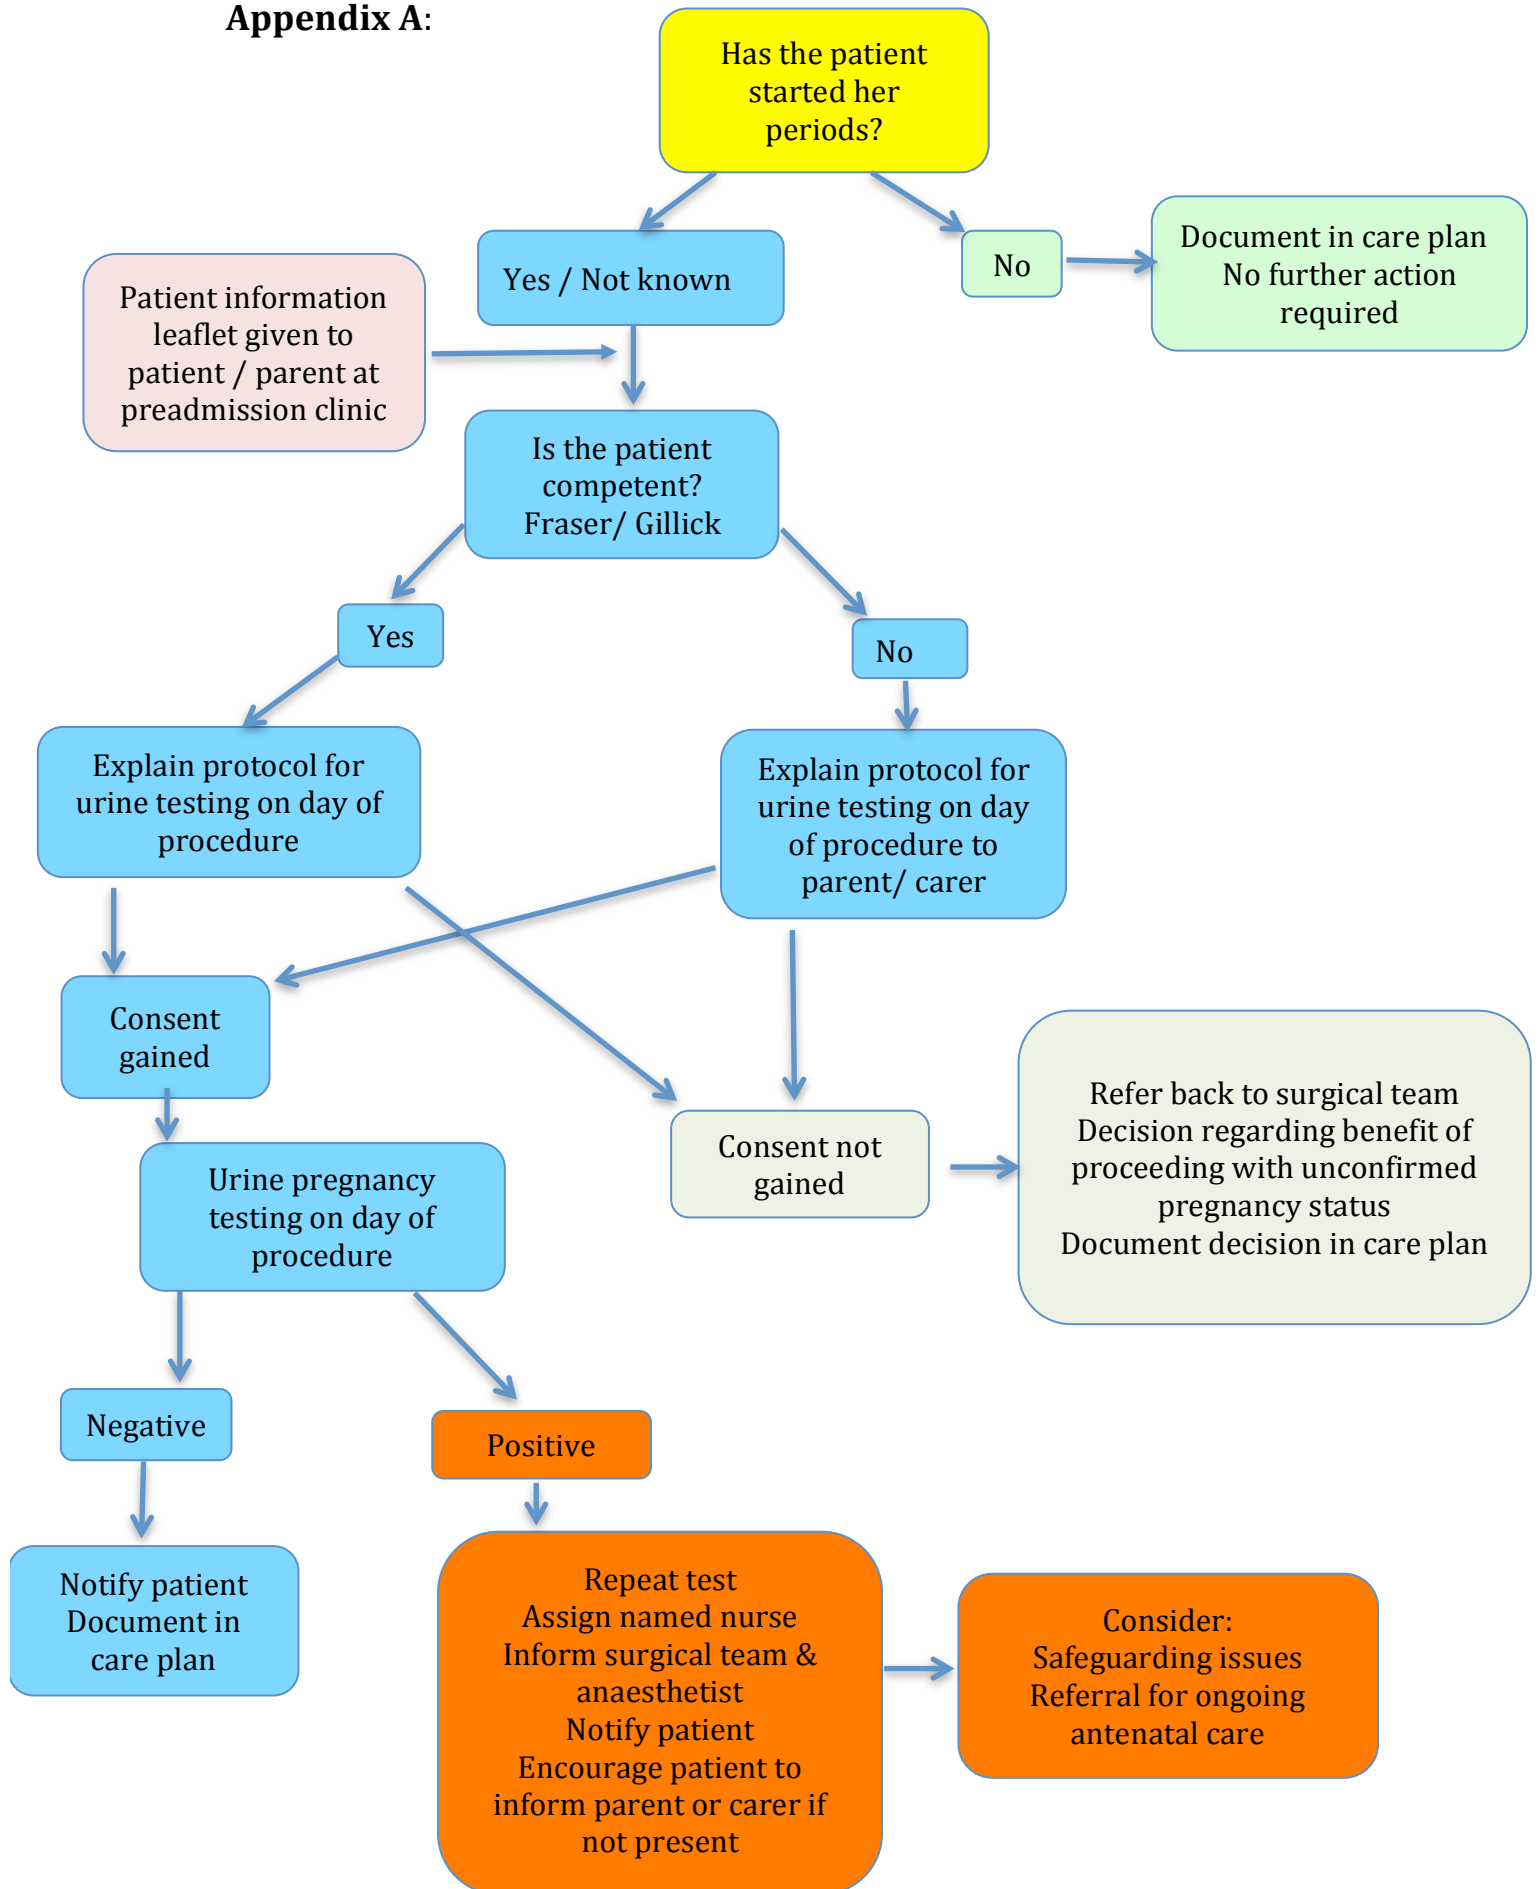 Appendix A:
Has the patient
started her
periods?
Yes / Not known
No
Document in care plan
No further action
required
Patient information
leaflet given to
patient / parent at
preadmission clinic
Is the patient
competent?
Fraser/ Gillick
Yes
No
Explain protocol for
urine testing on day of
procedure
Explain protocol for
urine testing on day
of procedure to
parent/ carer
Consent
gained
Consent not
gained
Refer back to surgical team
Decision regarding benefit of
proceeding with unconfirmed
pregnancy status
Document decision in care plan
Urine pregnancy
testing on day of
procedure
Negative
Positive
Notify patient
Document in
care plan
Repeat test
Assign named nurse
Inform surgical team &
anaesthetist
Notify patient
Encourage patient to
inform parent or carer if
not present
Consider:
Safeguarding issues
Referral for ongoing
antenatal care